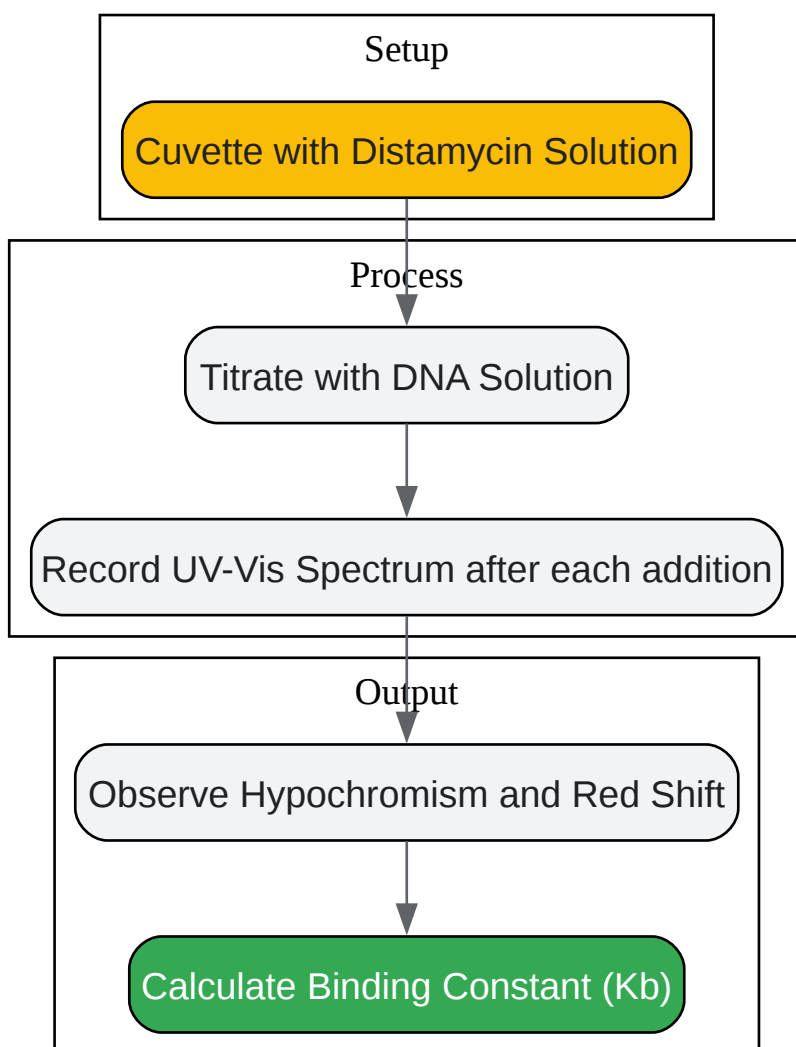 Setup
Cuvette with Distamycin Solution
Process
Titrate with DNA Solution
Record UV-Vis Spectrum after each addition
Output
Observe Hypochromism and Red Shift
Calculate Binding Constant (Kb)